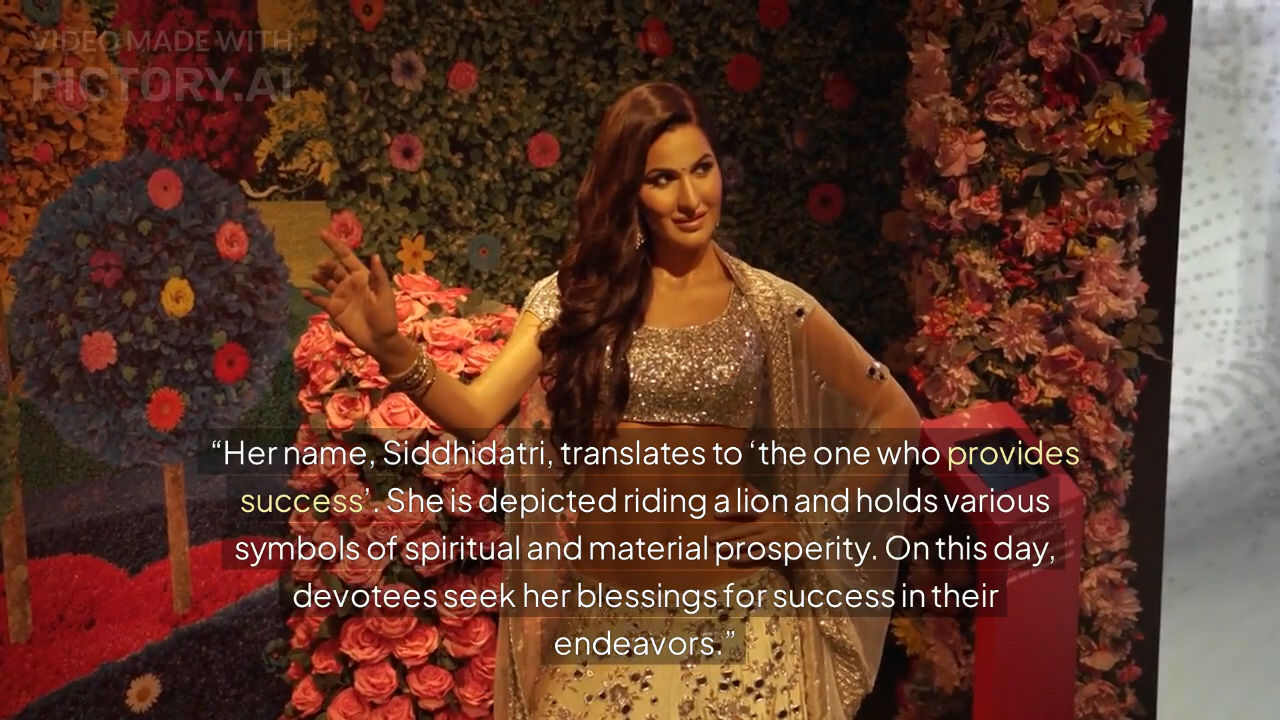 VIDEO MADE WITH
PICTORY.AI
“Her name, Siddhidatri, translates to ‘the one who provides
success’. She is depicted riding a lion and holds various
symbols of spiritual and material prosperity. On this day,
devotees seek her blessings for success in their
endeavors.”